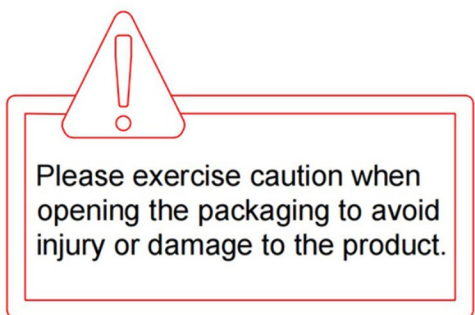 Please exercise caution when
opening the packaging to avoid
injury or damage to the product.